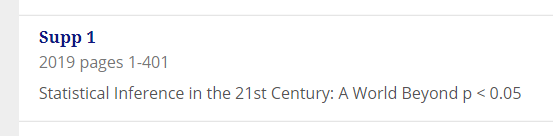 Supp 1
2019 pages 1-401
Statistical Inference in the 21st Century: A World Beyond p < 0.05